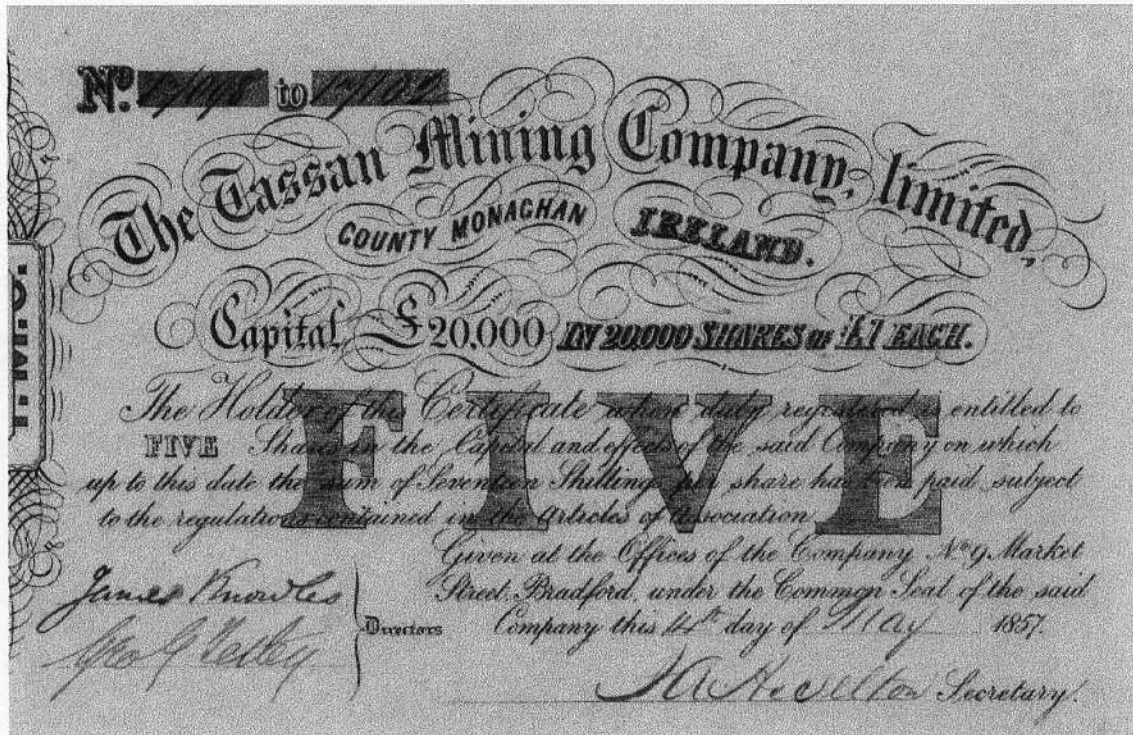 No. to
The Tassan Mining Company, limited,
COUNTY MONAGHAN IRELAND.
Capital £20,000 IN 20,000 SHARES of £1 EACH.
The Holder of this Certificate when duly registered is entitled to
FIVE Shares in the Capital and effects of the said Company on which
up to this date the sum of Seventeen Shillings per share has been paid, subject
to the regulations contained in the Articles of Association.
FIVE
Given at the Offices of the Company No 9, Market
Street, Bradford, under the Common Seal of the said
Company this 14th day of May 1857.
James Knowles
Directors
Secretary.
T.M.C.